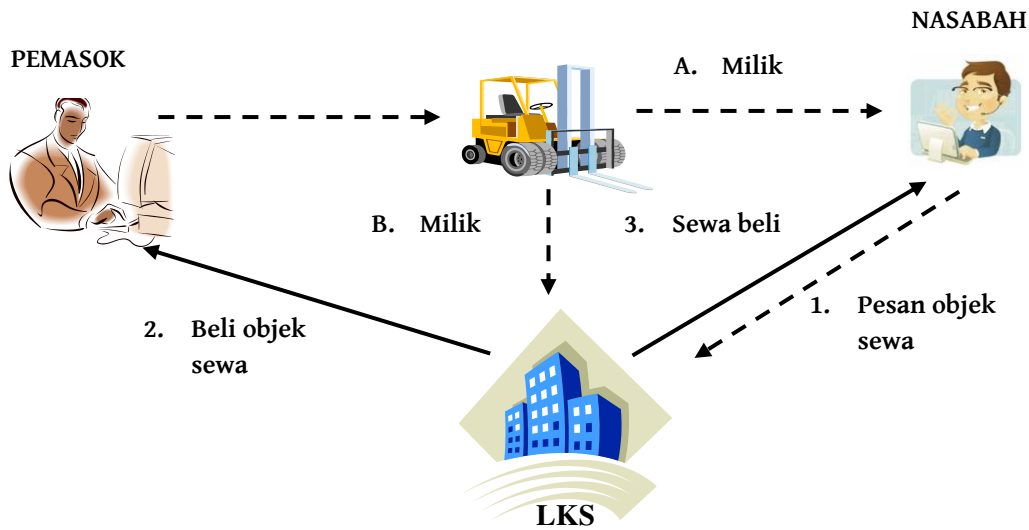 NASABAH
PEMASOK
A. Milik
B. Milik
3. Sewa beli
1. Pesan objek
sewa
2. Beli objek
sewa
LKS